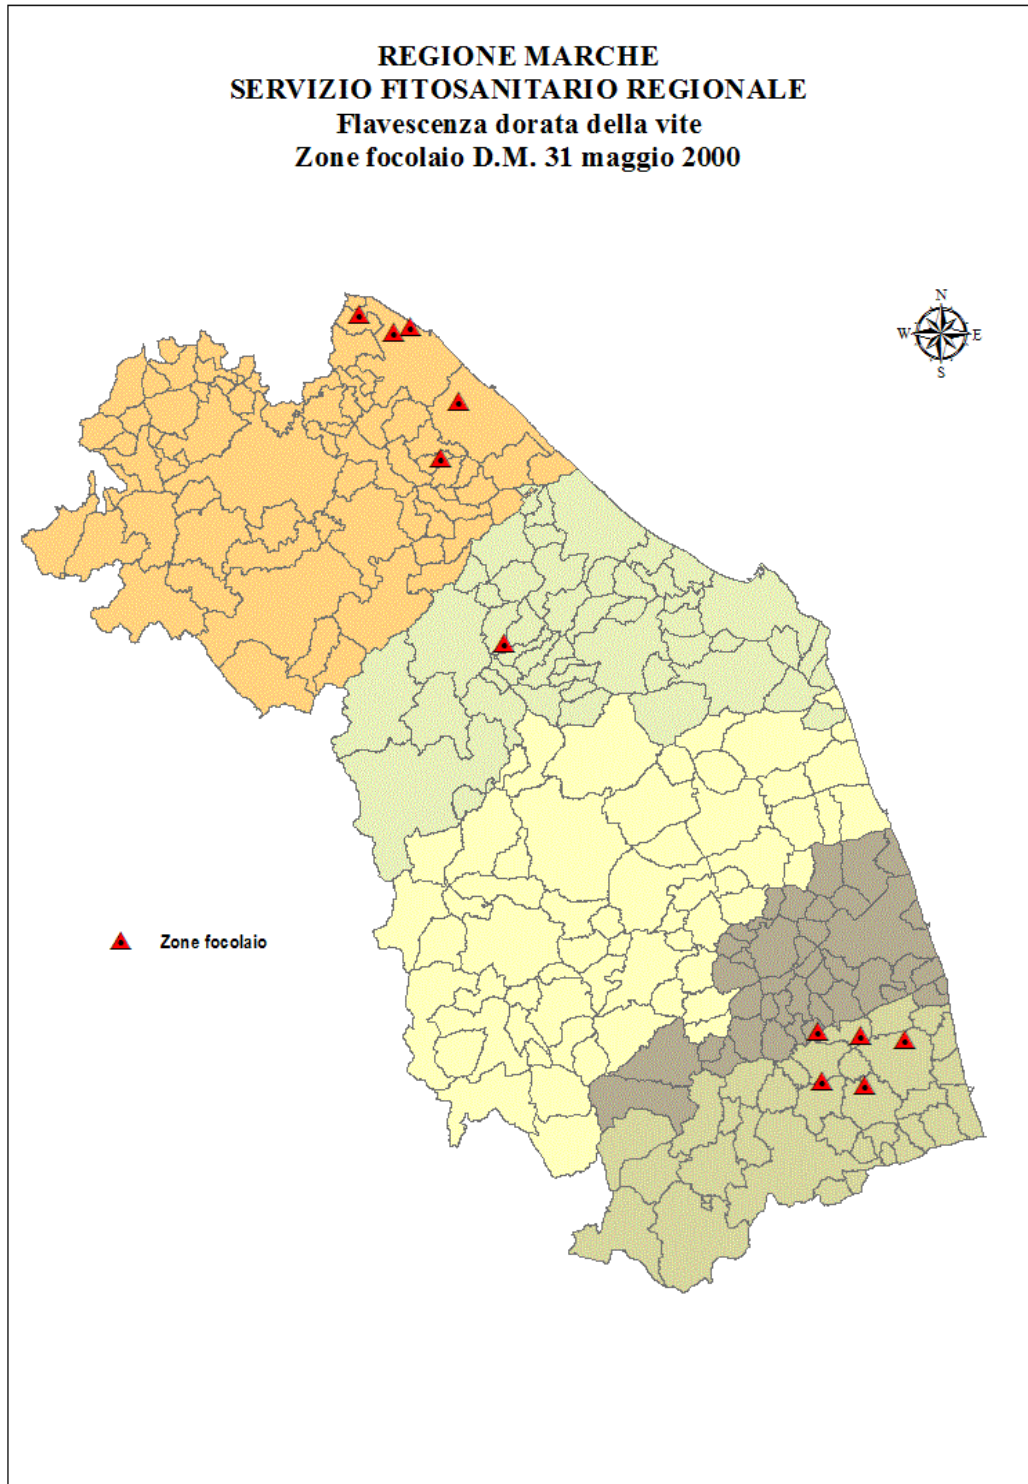 REGIONE MARCHE
SERVIZIO FITOSANITARIO REGIONALE
Flavescenza dorata della vite
Zone focolaio D.M. 31 maggio 2000
N
W E
S
Zone focolaio